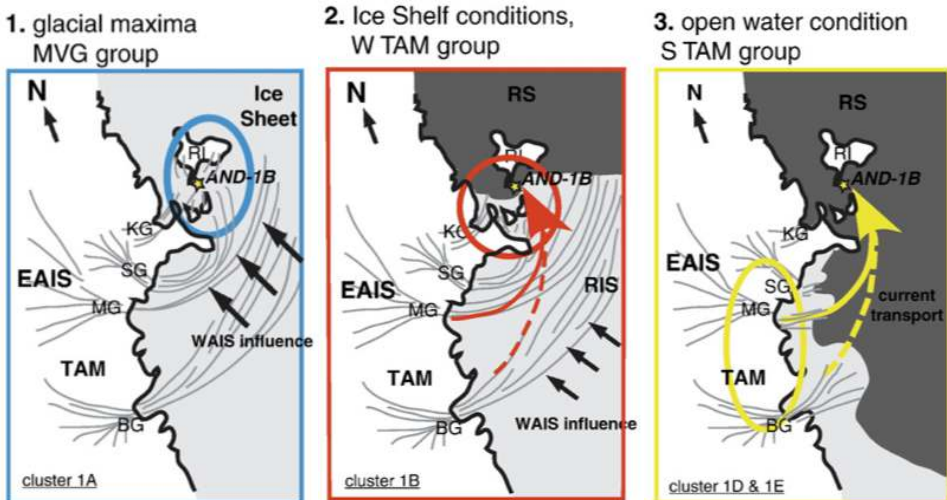 1. glacial maxima
MVG group
N
Ice
Sheet
RI
AND-1B
KG
SG
EAIS
MG
WAIS influence
TAM
BG
cluster 1A
2. Ice Shelf conditions,
W TAM group
N
RS
RI
AND-1B
KG
SG
EAIS
RIS
MG
TAM
WAIS influence
BG
cluster 1B
3. open water condition
S TAM group
N
RS
RI
AND-1B
KG
EAIS
SG
MG
current
transport
TAM
BG
cluster 1D & 1E